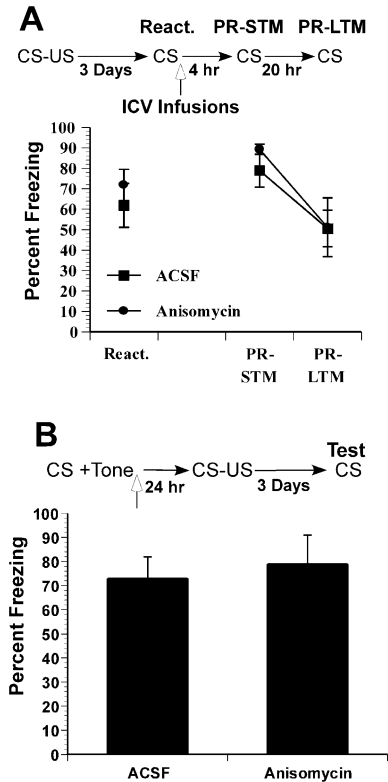 A
React. PR-STM PR-LTM
CS-US CS CS CS
3 Days 4 hr 20 hr
ICV Infusions
Percent Freezing
100
90
80
70
60
50
40
30
20
10
0
ACSF
Anisomycin
React. PR-STM PR-LTM
B
Test
CS +Tone CS-US CS
24 hr 3 Days
Percent Freezing
100
90
80
70
60
50
40
30
20
10
0
ACSF Anisomycin